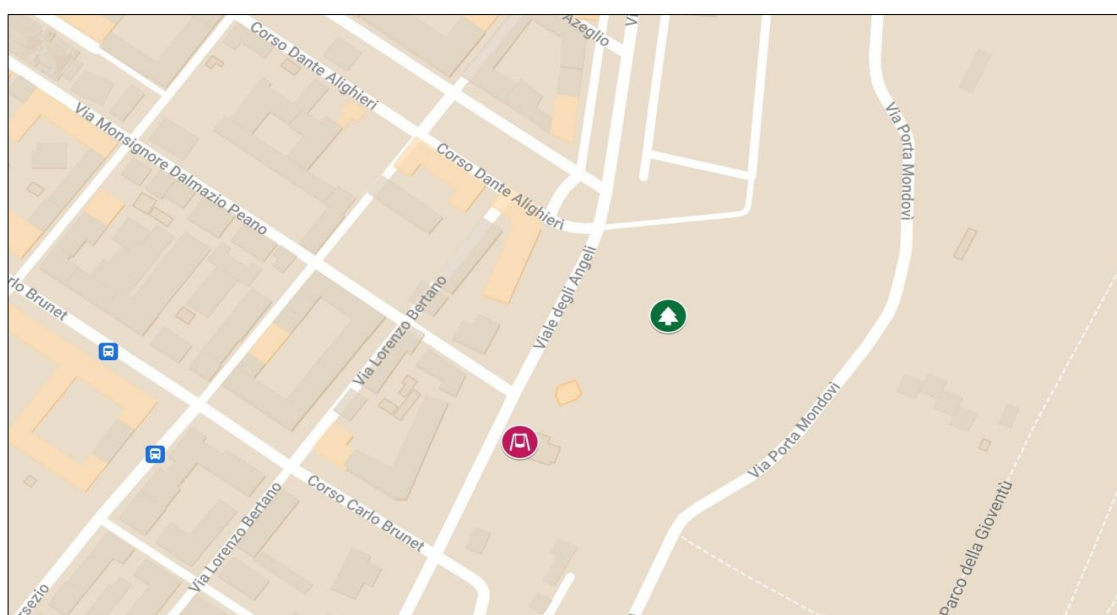 Azeglio
Corso Dante Alighieri
Via Porta Mondovì
Via Monsignore Dalmazio Peano
Corso Dante Alighieri
Viale degli Angeli
Via Lorenzo Bertano
Brunet
Via Porta Mondovì
Corso Carlo Brunet
Via Lorenzo Bertano
Parco della Gioventù